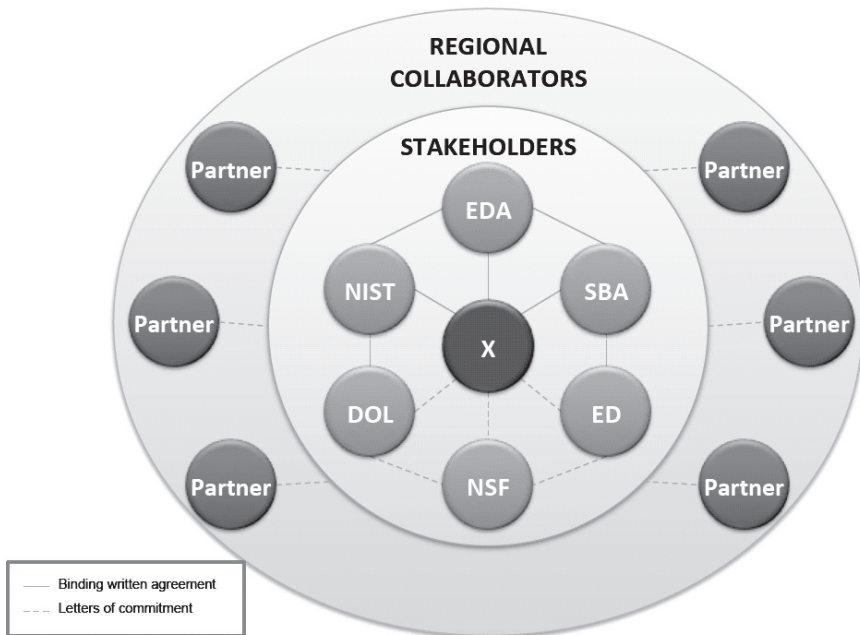 REGIONAL
COLLABORATORS
STAKEHOLDERS
Partner
Partner
EDA
NIST
SBA
Partner
Partner
X
DOL
ED
Partner
NSF
Partner
Binding written agreement
Letters of commitment